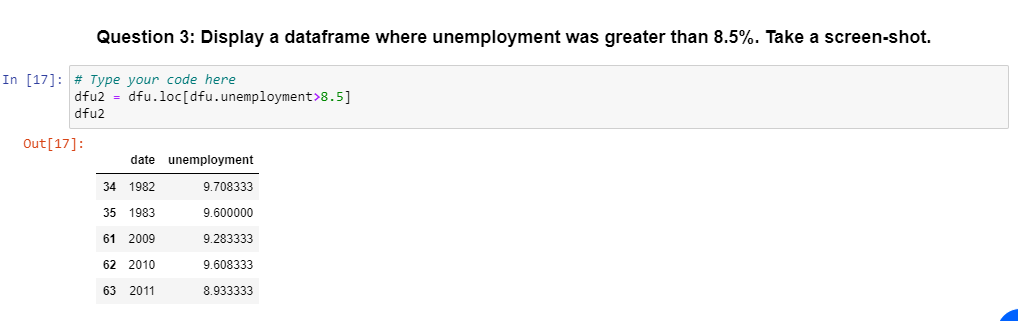 Question 3: Display a dataframe where unemployment was greater than 8.5%. Take a screen-shot.
In [17]: # Type your code here
dfu2 = dfu.loc[dfu.unemployment>8.5]
dfu2
Out[17]:
date unemployment
34 1982 9.708333
35 1983 9.600000
61 2009 9.283333
62 2010 9.608333
63 2011 8.933333